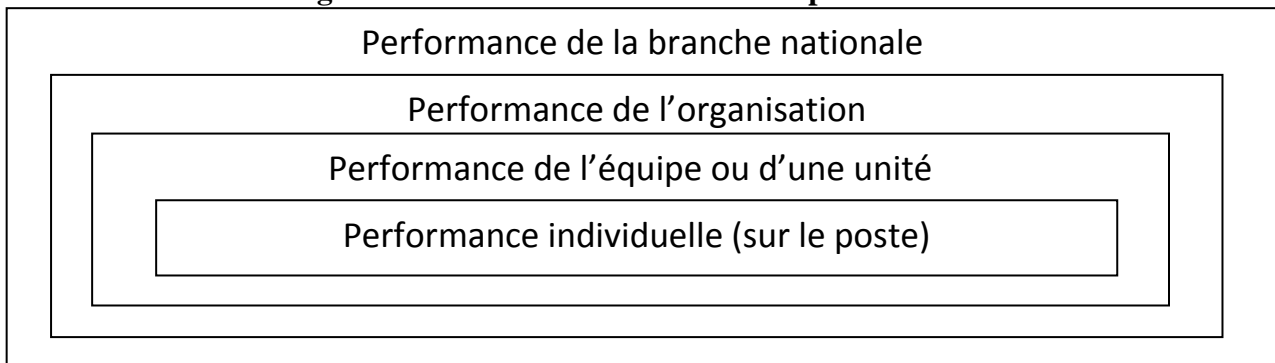 Performance de la branche nationale
Performance de l’organisation
Performance de l’équipe ou d’une unité
Performance individuelle (sur le poste)